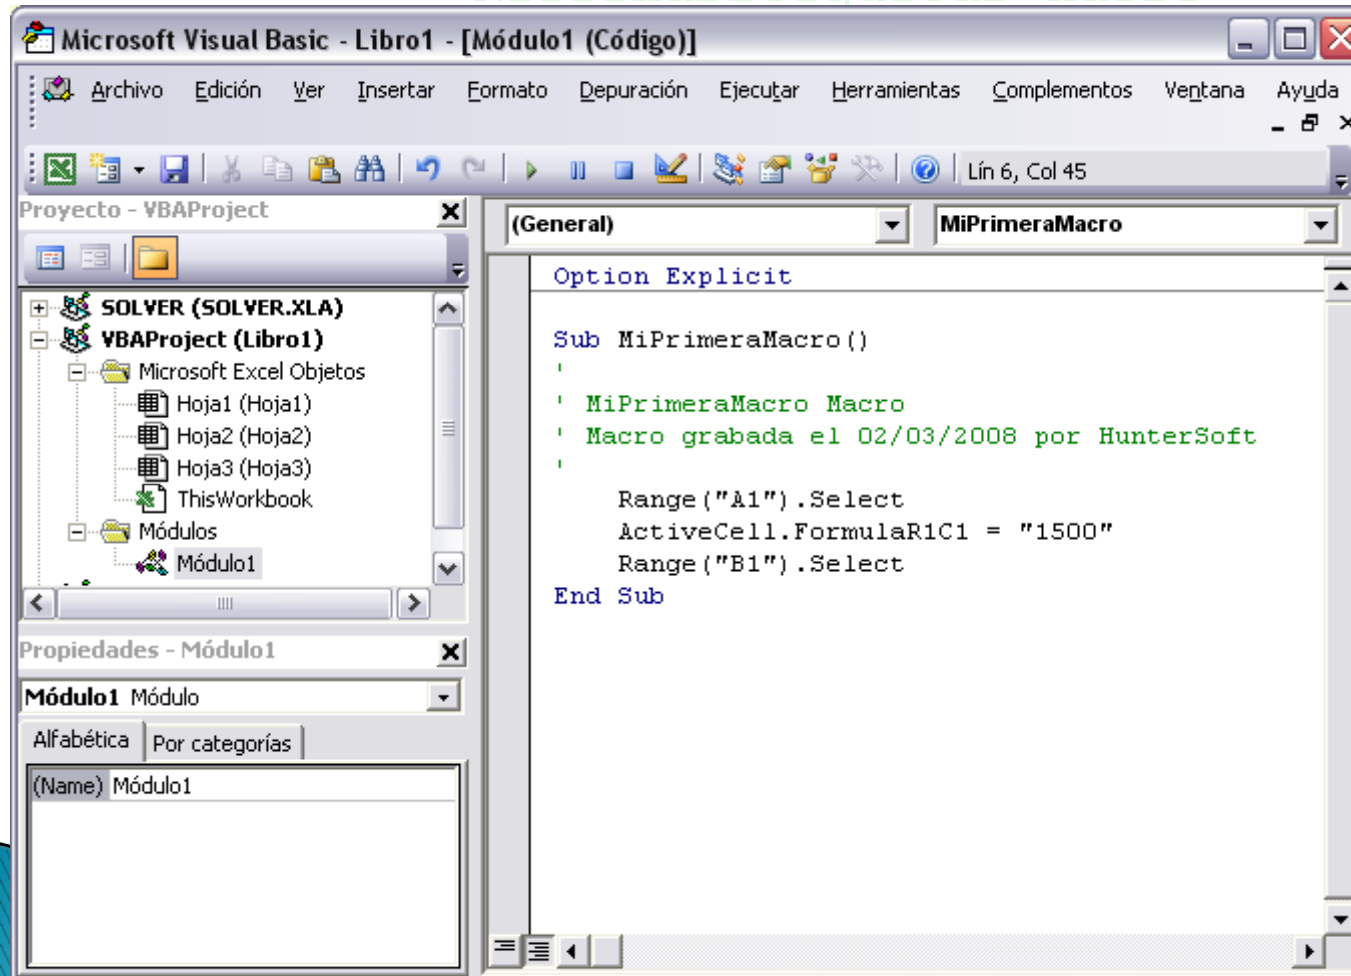 Microsoft Visual Basic - Libro1 - [Módulo1 (Código)]
Archivo Edición Ver Insertar Formato Depuración Ejecutar Herramientas Complementos Ventana Ayuda
Lín 6, Col 45
Proyecto - VBAProject
(General) MiPrimeraMacro
SOLVER (SOLVER.XLA)
VBAProject (Libro1)
Microsoft Excel Objetos
Hoja1 (Hoja1)
Hoja2 (Hoja2)
Hoja3 (Hoja3)
ThisWorkbook
Módulos
Módulo1
Propiedades - Módulo1
Módulo1 Módulo
Alfabética Por categorías
(Name) Módulo1
Option Explicit
Sub MiPrimeraMacro()
'
' MiPrimeraMacro Macro
' Macro grabada el 02/03/2008 por HunterSoft
'
Range("A1").Select
ActiveCell.FormulaR1C1 = "1500"
Range("B1").Select
End Sub